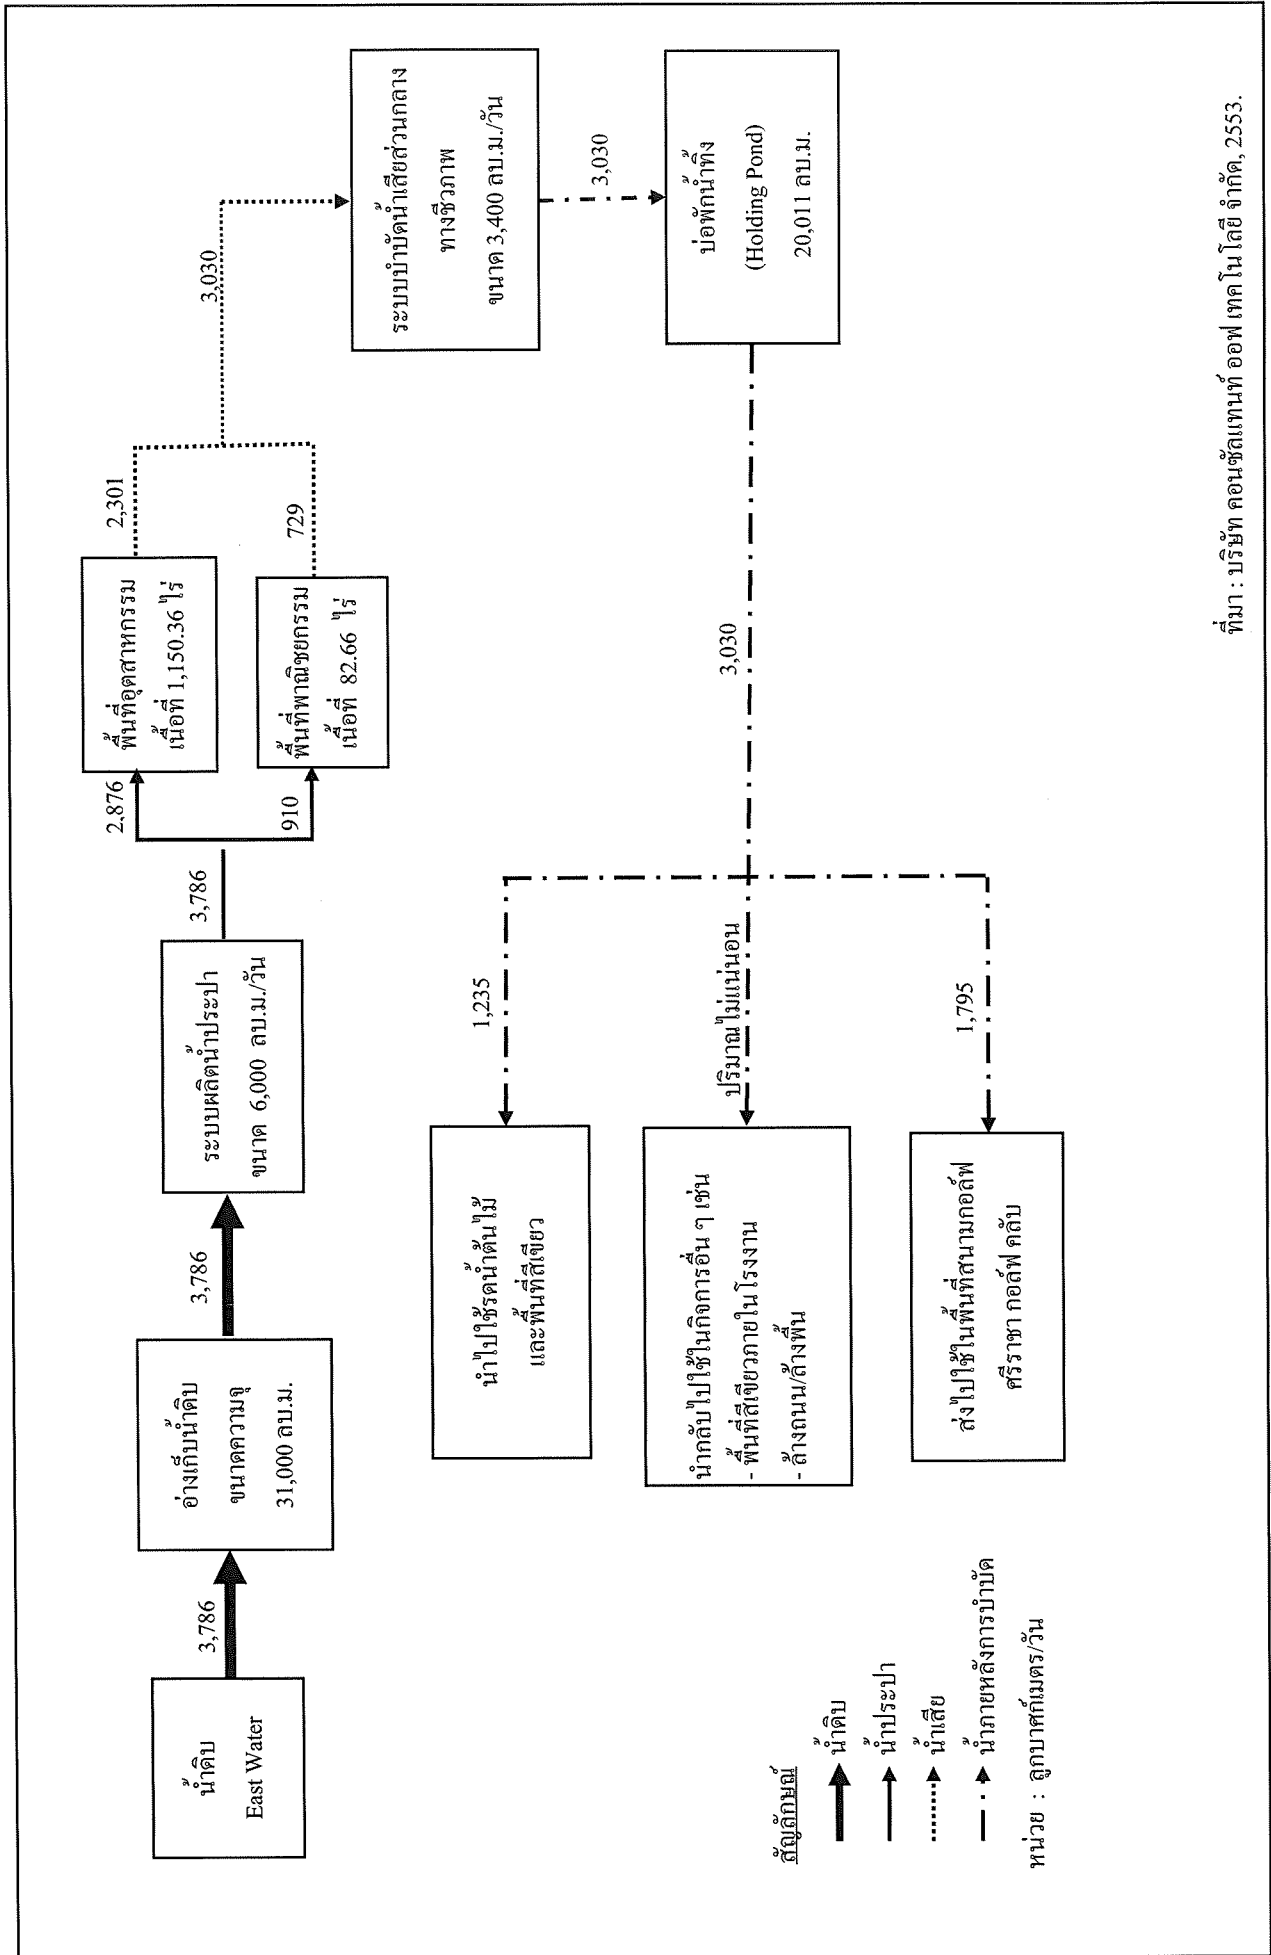 น้ำดิบ
East Water
3,786
อ่างเก็บน้ำดิบ
ขนาดความจุ
31,000 ลบ.ม.
3,786
ระบบผลิตน้ำประปา
ขนาด 6,000 ลบ.ม./วัน
3,786
2,876
910
พื้นที่อุตสาหกรรม
เนื้อที่ 1,150.36 ไร่
พื้นที่พาณิชยกรรม
เนื้อที่ 82.66 ไร่
2,301
729
3,030
ระบบบำบัดน้ำเสียส่วนกลาง
ทางชีวภาพ
ขนาด 3,400 ลบ.ม./วัน
3,030
บ่อพักน้ำทิ้ง
(Holding Pond)
20,011 ลบ.ม.
3,030
1,235
ปริมาณไม่แน่นอน
1,795
นำไปใช้รดน้ำต้นไม้
และพื้นที่สีเขียว
นำกลับไปใช้ในกิจการอื่น ๆ เช่น
- พื้นที่สีเขียวภายในโรงงาน
- ล้างถนน/ล้างพื้น
ส่งไปใช้ในพื้นที่สนามกอล์ฟ
ศรีราชา กอล์ฟ คลับ
สัญลักษณ์
น้ำดิบ
น้ำประปา
น้ำเสีย
น้ำภายหลังการบำบัด
หน่วย : ลูกบาศก์เมตร/วัน
ที่มา : บริษัท คอนซัลแทนท์ ออฟ เทคโนโลยี จำกัด, 2553.